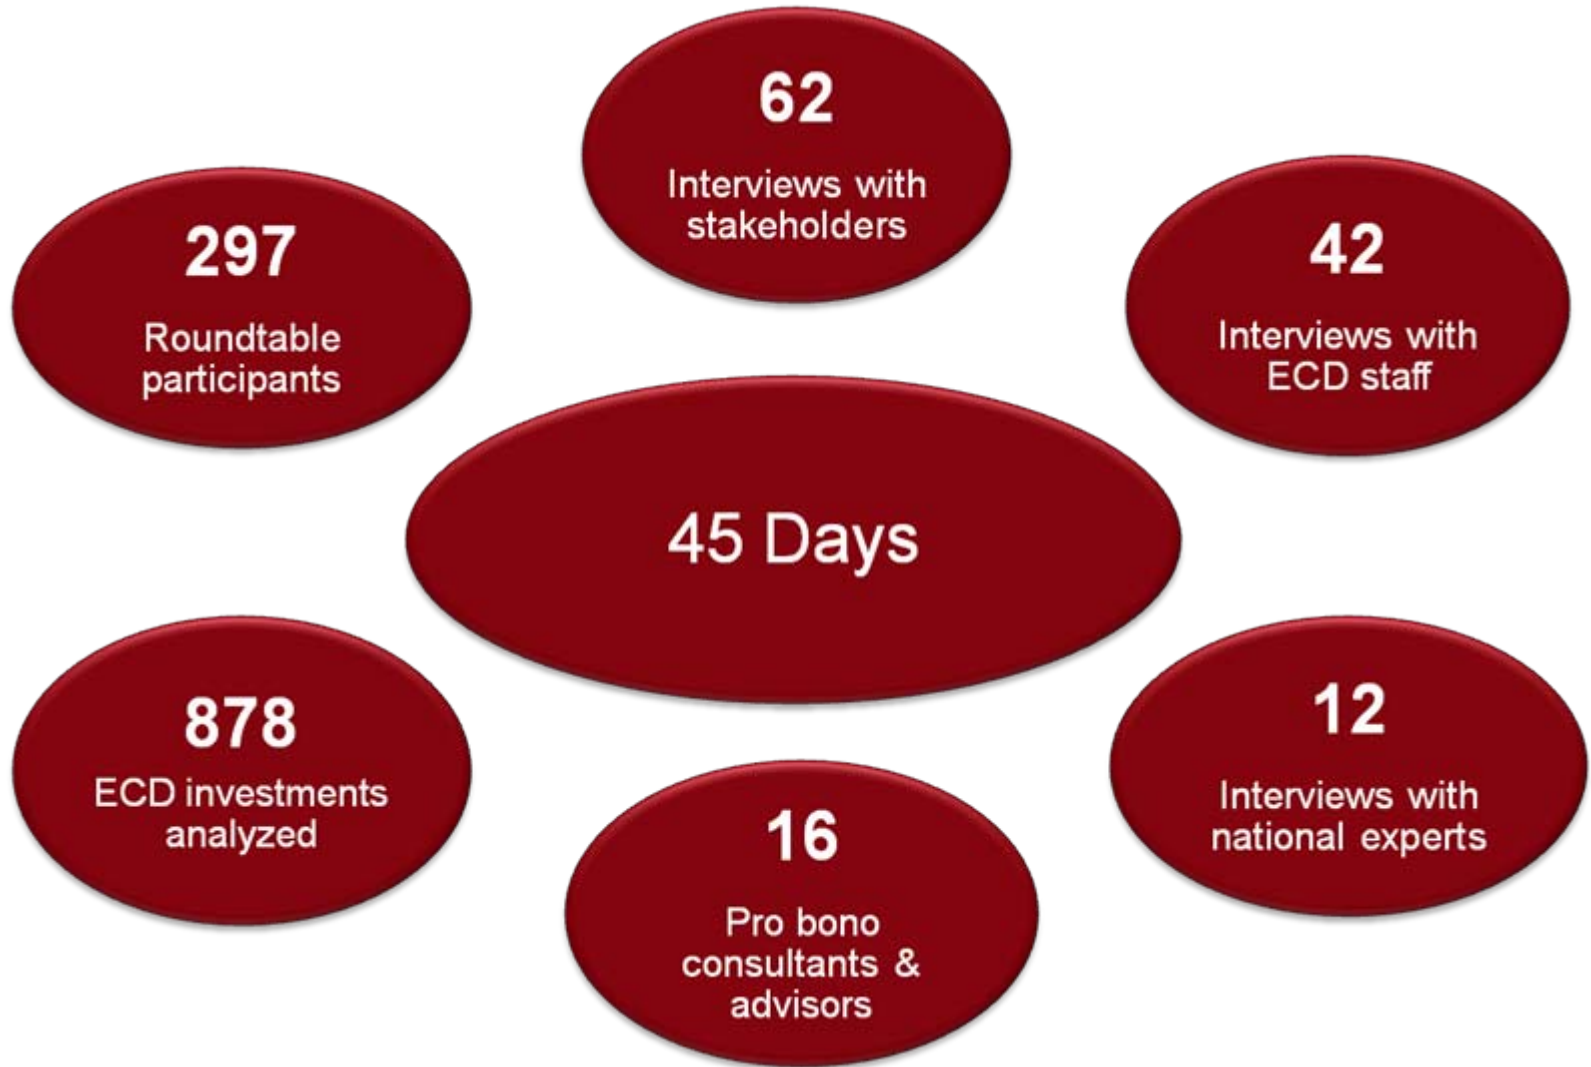 62
Interviews with
stakeholders
297
Roundtable
participants
42
Interviews with
ECD staff
45 Days
878
ECD investments
analyzed
12
Interviews with
national experts
16
Pro bono
consultants &
advisors